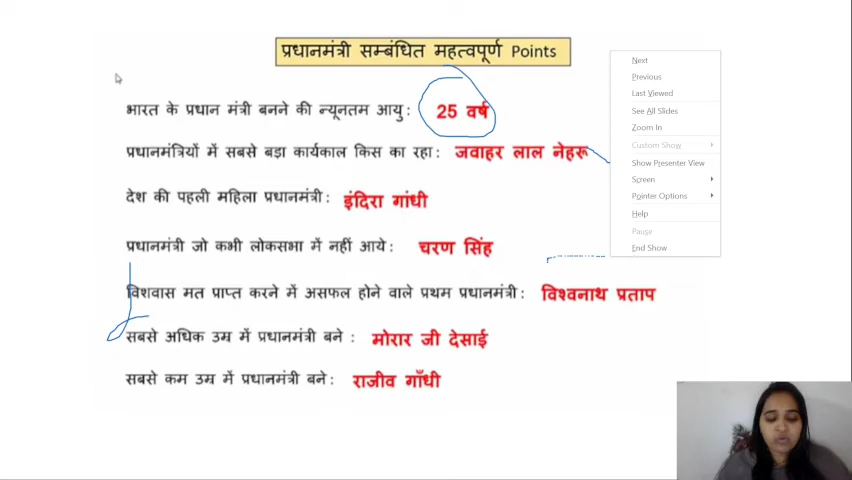 प्रधानमंत्री सम्बंधित महत्वपूर्ण Points
भारत के प्रधान मंत्री बनने की न्यूनतम आयु : 25 वर्ष
प्रधानमंत्रियों में सबसे बड़ा कार्यकाल किस का रहा : जवाहर लाल नेहरू
देश की पहली महिला प्रधानमंत्री : इंदिरा गांधी
प्रधानमंत्री जो कभी लोकसभा में नहीं आये : चरण सिंह
विशवास मत प्राप्त करने में असफल होने वाले प्रथम प्रधानमंत्री : विश्वनाथ प्रताप
सबसे अधिक उम्र में प्रधानमंत्री बने : मोरार जी देसाई
सबसे कम उम्र में प्रधानमंत्री बने : राजीव गाँधी
Next
Previous
Last Viewed
See All Slides
Zoom In
Custom Show
Show Presenter View
Screen
Pointer Options
Help
Pause
End Show